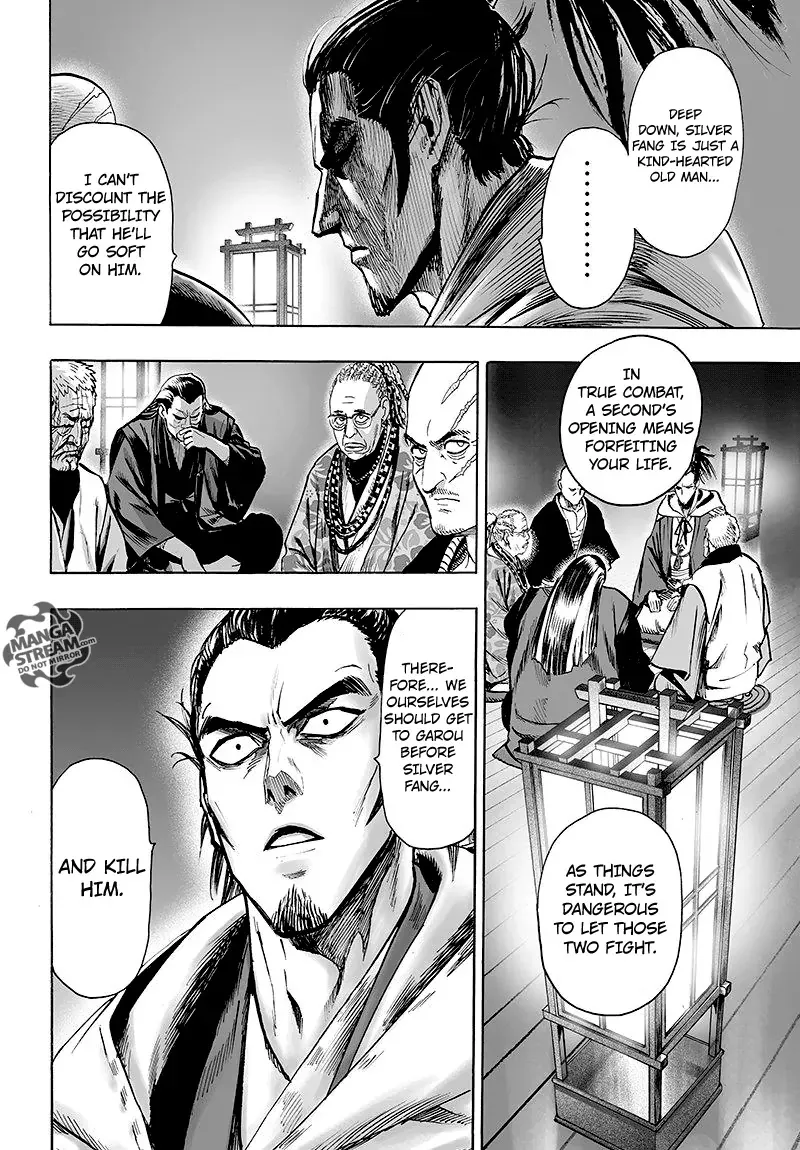 DEEP
DOWN, SILVER
FANG IS JUST A
KIND-HEARTED
OLD MAN...
I CAN'T
DISCOUNT THE
POSSIBILITY
THAT HE'LL
GO SOFT
ON HIM.
.........
IN
TRUE COMBAT,
A SECOND'S
OPENING MEANS
FORFEITING
YOUR LIFE.
AS THINGS
STAND, IT'S
DANGEROUS
TO LET THOSE
TWO FIGHT.
THERE-
FORE... WE
OURSELVES
SHOULD GET
TO GAROU
BEFORE
SILVER
FANG...
AND KILL
HIM.
MANGA
STREAM.COM
DO NOT MIRROR